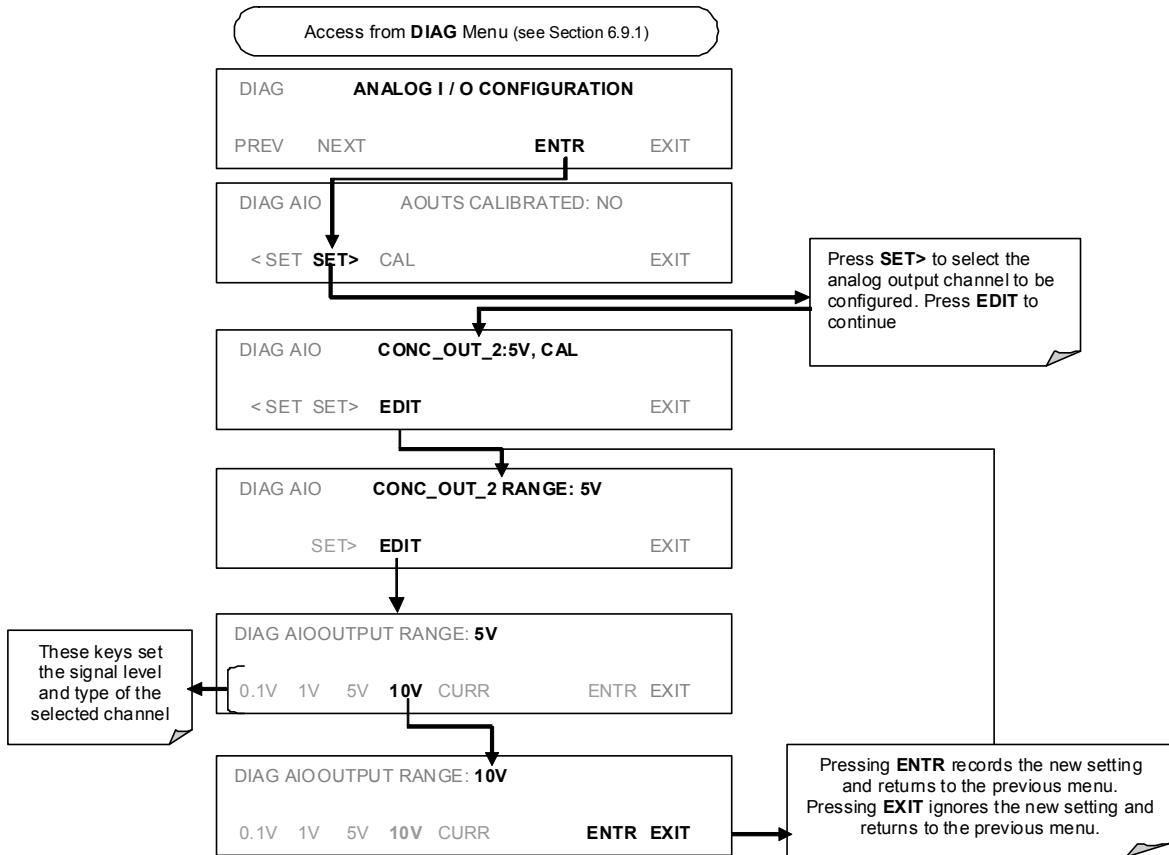 Access from DIAG Menu (see Section 6.9.1)
DIAG ANALOG I / O CONFIGURATION
PREV NEXT ENTR EXIT
DIAG AIO AOUTS CALIBRATED: NO
< SET SET> CAL EXIT
Press SET> to select the
analog output channel to be
configured. Press EDIT to
continue
DIAG AIO CONC_OUT_2:5V, CAL
< SET SET> EDIT EXIT
DIAG AIO CONC_OUT_2 RANGE: 5V
SET> EDIT EXIT
DIAG AIOOUTPUT RANGE: 5V
0.1V 1V 5V 10V CURR ENTR EXIT
These keys set
the signal level
and type of the
selected channel
DIAG AIOOUTPUT RANGE: 10V
0.1V 1V 5V 10V CURR ENTR EXIT
Pressing ENTR records the new setting
and returns to the previous menu.
Pressing EXIT ignores the new setting and
returns to the previous menu.